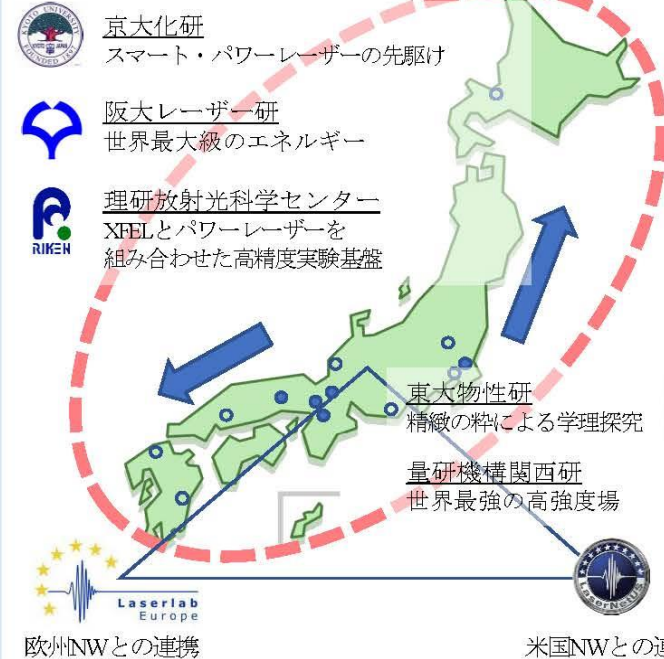 KYOTO UNIVERSITY
FOUNDED 1897
京大化研
スマート・パワーレーザーの先駆け
阪大レーザー研
世界最大級のエネルギー
RIKEN
理研放射光科学センター
XFELとパワーレーザーを
組み合わせた高精度実験基盤
東大物性研
精緻の粋による学理探究
量研機構関西研
世界最強の高強度場
Laserlab
Europe
LaserNetUS
欧州NWとの連携
米国NWとの連